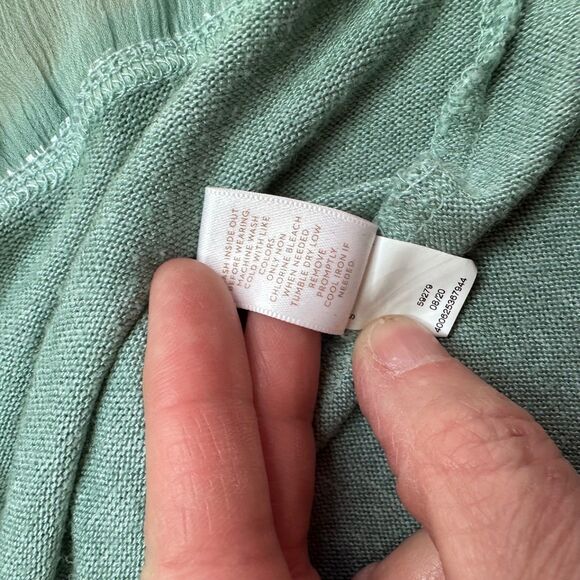 WASH INSIDE OUT
BEFORE WEARING.
MACHINE WASH
COLD WITH LIKE
COLORS.
ONLY NON
CHLORINE BLEACH
WHEN NEEDED.
TUMBLE DRY LOW
REMOVE
PROMPTLY.
COOL IRON IF
NEEDED.
59279
08/20
400825367944